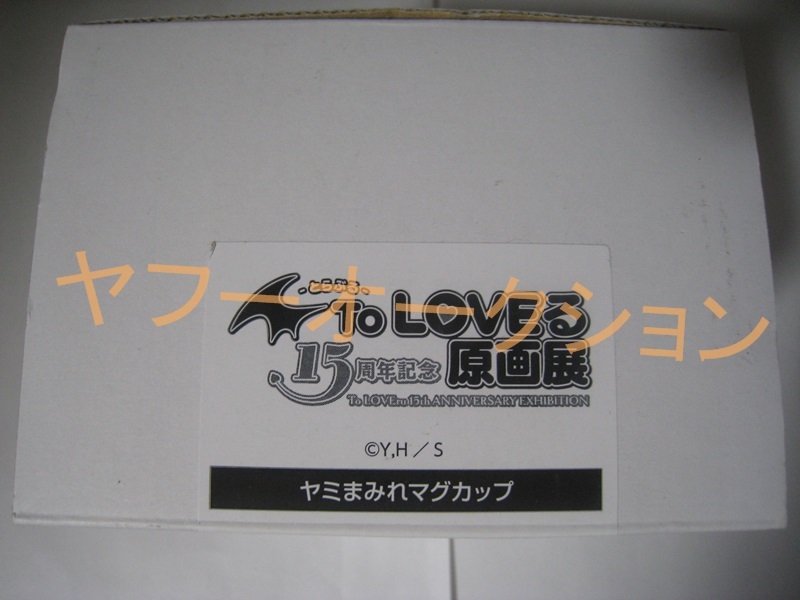 -とらぶる-
To LOVEる
15周年記念 原画展
To LOVEru 15th ANNIVERSARY EXHIBITION
©Y,H／S
ヤミまみれマグカップ
ヤフーオークション